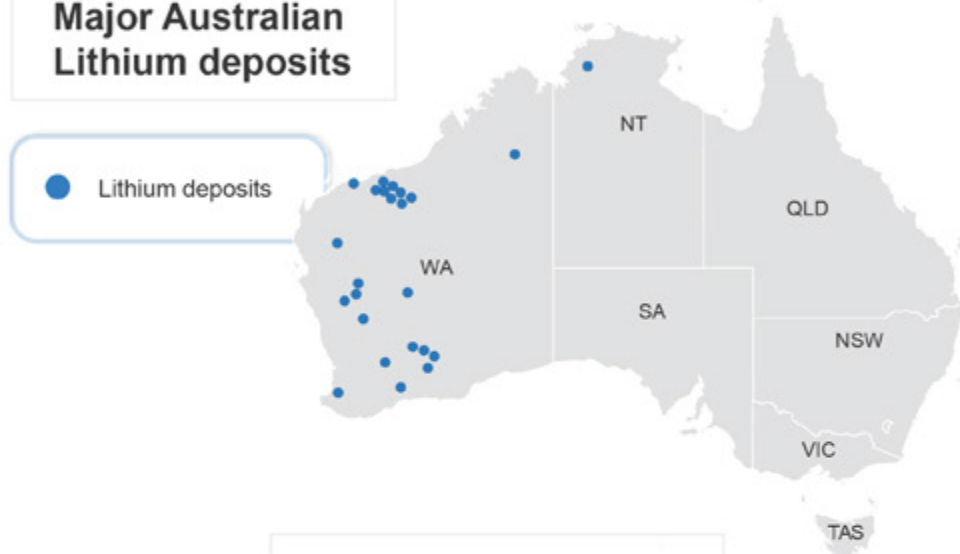 Major Australian
Lithium deposits
Lithium deposits
NT
QLD
WA
SA
NSW
VIC
TAS